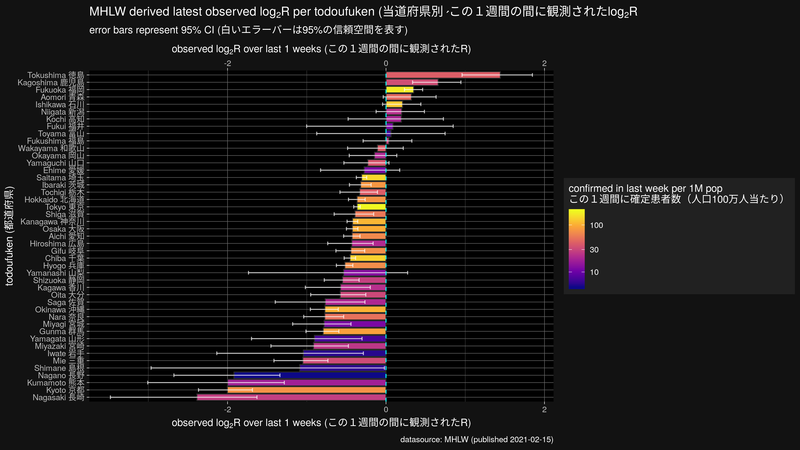 MHLW derived latest observed log₂R per todoufuken (当道府県別 -この１週間の間に観測されたlog₂R
error bars represent 95% CI (白いエラーバーは95%の信頼空間を表す)
observed log₂R over last 1 weeks (この１週間の間に観測されたR)
-2 0 2
todoufuken (都道府県)
Tokushima 徳島
Kagoshima 鹿児島
Fukuoka 福岡
Aomori 青森
Ishikawa 石川
Niigata 新潟
Kochi 高知
Fukui 福井
Toyama 富山
Fukushima 福島
Wakayama 和歌山
Okayama 岡山
Yamaguchi 山口
Ehime 愛媛
Saitama 埼玉
Ibaraki 茨城
Tochigi 栃木
Hokkaido 北海道
Tokyo 東京
Shiga 滋賀
Kanagawa 神奈川
Osaka 大阪
Aichi 愛知
Hiroshima 広島
Gifu 岐阜
Chiba 千葉
Hyogo 兵庫
Yamanashi 山梨
Shizuoka 静岡
Kagawa 香川
Oita 大分
Saga 佐賀
Okinawa 沖縄
Nara 奈良
Miyagi 宮城
Gunma 群馬
Yamagata 山形
Miyazaki 宮崎
Iwate 岩手
Mie 三重
Shimane 島根
Nagano 長野
Kumamoto 熊本
Kyoto 京都
Nagasaki 長崎
-2 0 2
observed log₂R over last 1 weeks (この１週間の間に観測されたR)
confirmed in last week per 1M pop
この１週間に確定患者数（人口100万人当たり）
100
30
10
datasource: MHLW (published 2021-02-15)